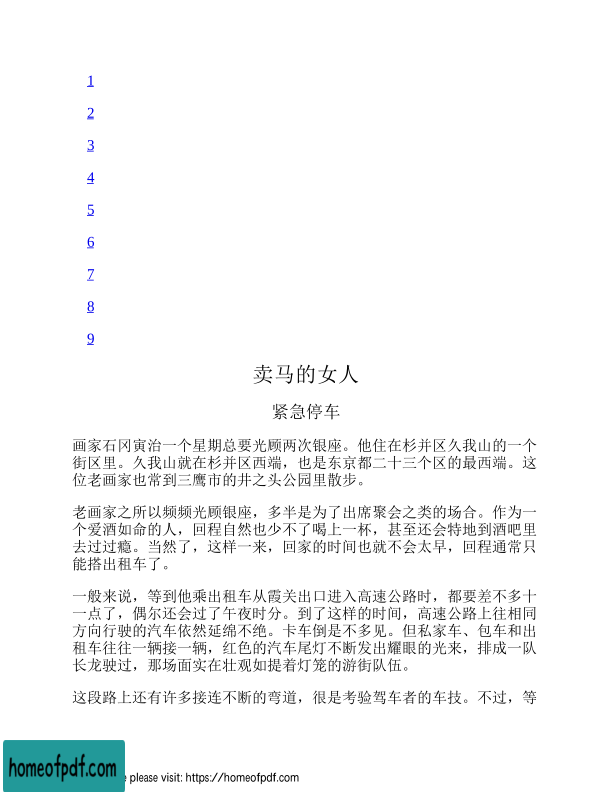 1
2
3
4
5
6
7
8
9
卖马的女人
紧急停车
画家石冈寅治一个星期总要光顾两次银座。他住在杉并区久我山的一个
街区里。久我山就在杉并区西端，也是东京都二十三个区的最西端。这
位老画家也常到三鹰市的井之头公园里散步。
老画家之所以频频光顾银座，多半是为了出席聚会之类的场合。作为一
个爱酒如命的人，回程自然也少不了喝上一杯，甚至还会特地到酒吧里
去过过瘾。当然了，这样一来，回家的时间也就不会太早，回程通常只
能搭出租车了。
一般来说，等到他乘出租车从霞关出口进入高速公路时，都要差不多十
一点了，偶尔还会过了午夜时分。到了这样的时间，高速公路上往相同
方向行驶的汽车依然延绵不绝。卡车倒是不多见。但私家车、包车和出
租车往往一辆接一辆，红色的汽车尾灯不断发出耀眼的光来，排成一队
长龙驶过，那场面实在壮观如提着灯笼的游街队伍。
这段路上还有许多接连不断的弯道，很是考验驾车者的车技。不过，等
homeofpdf.com
e please visit: https://homeofpdf.com